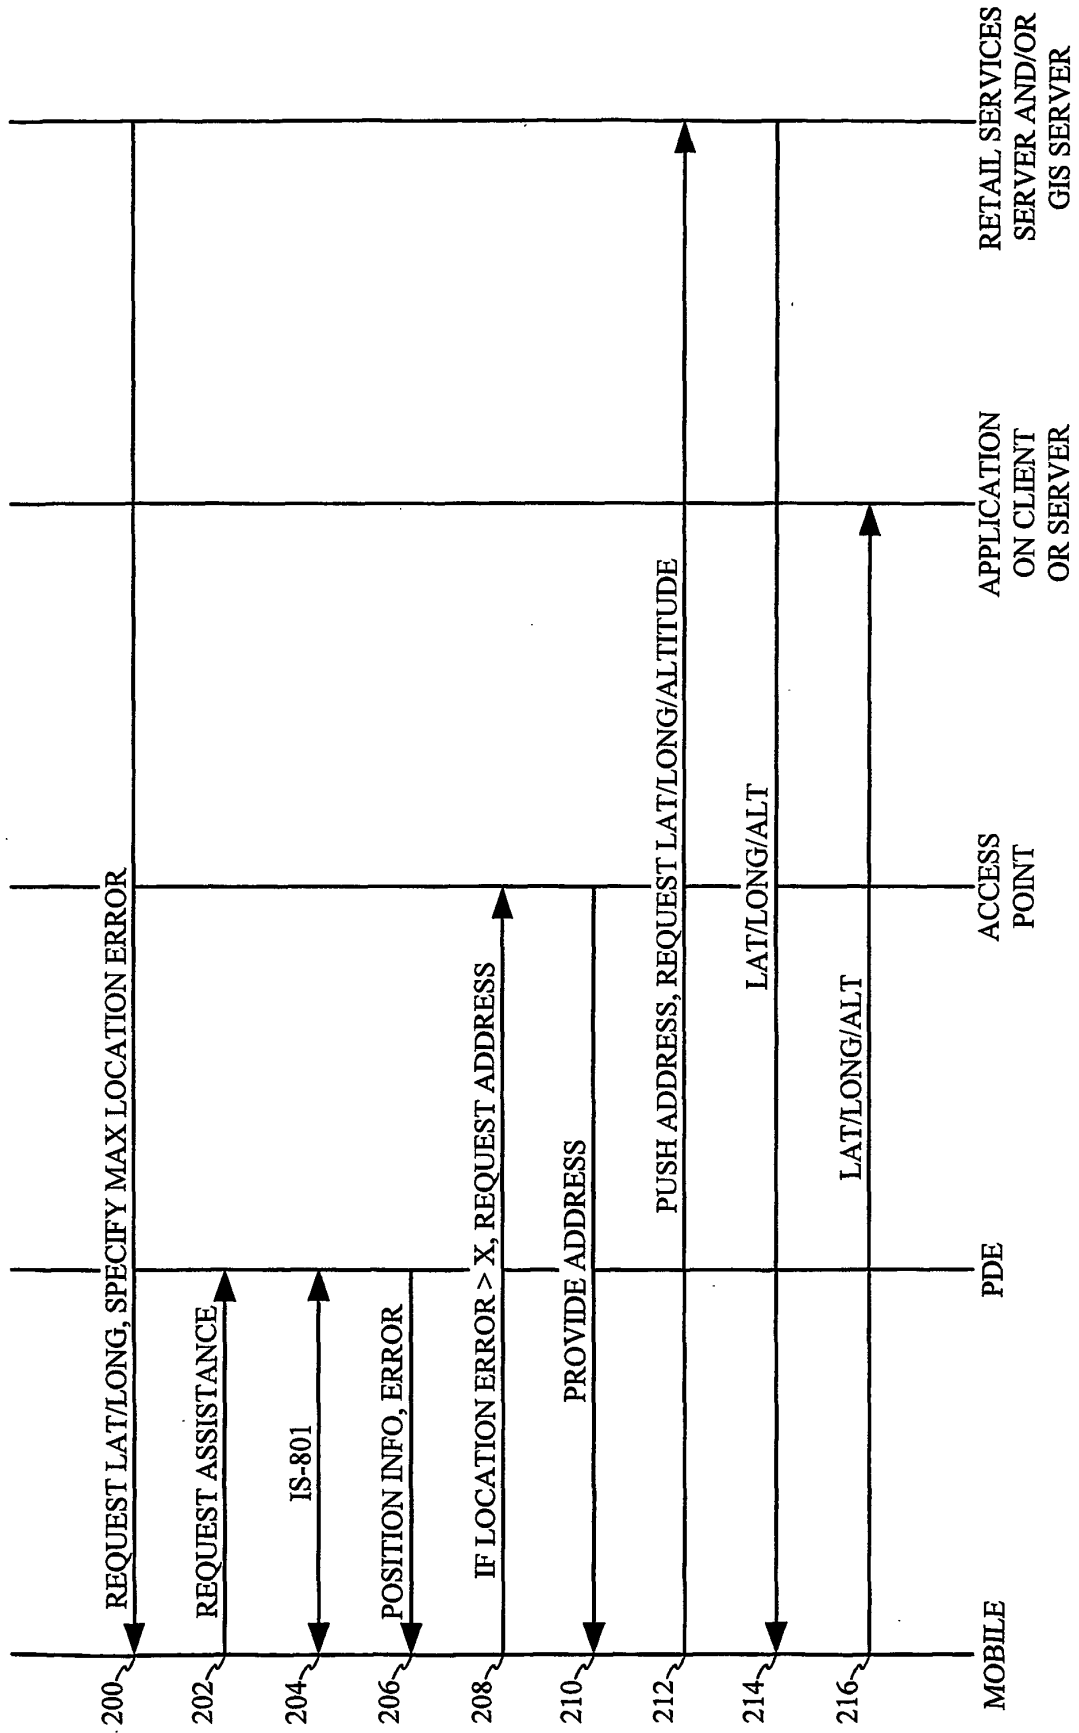 200
REQUEST LAT/LONG, SPECIFY MAX LOCATION ERROR
202
REQUEST ASSISTANCE
204
IS-801
206
POSITION INFO, ERROR
208
IF LOCATION ERROR > X, REQUEST ADDRESS
210
PROVIDE ADDRESS
212
PUSH ADDRESS, REQUEST LAT/LONG/ALTITUDE
214
LAT/LONG/ALT
216
LAT/LONG/ALT
MOBILE
PDE
ACCESS
POINT
APPLICATION
ON CLIENT
OR SERVER
RETAIL SERVICES
SERVER AND/OR
GIS SERVER